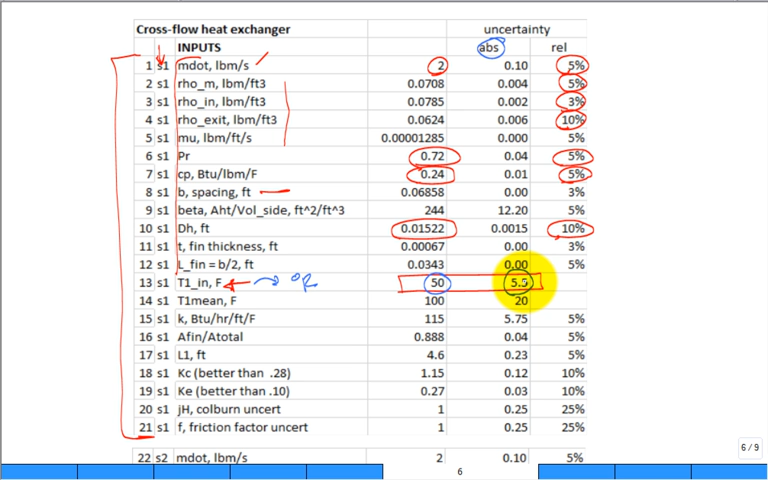 Cross-flow heat exchanger uncertainty
INPUTS abs rel
1 s1 mdot, lbm/s 2 0.10 5%
2 s1 rho_m, lbm/ft3 0.0708 0.004 5%
3 s1 rho_in, lbm/ft3 0.0785 0.002 3%
4 s1 rho_exit, lbm/ft3 0.0624 0.006 10%
5 s1 mu, lbm/ft/s 0.00001285 0.000 5%
6 s1 Pr 0.72 0.04 5%
7 s1 cp, Btu/lbm/F 0.24 0.01 5%
8 s1 b, spacing, ft 0.06858 0.00 3%
9 s1 beta, Aht/Vol_side, ft^2/ft^3 244 12.20 5%
10 s1 Dh, ft 0.01522 0.0015 10%
11 s1 t, fin thickness, ft 0.00067 0.00 3%
12 s1 L_fin = b/2, ft 0.0343 0.00 5%
13 s1 T1_in, F °R 50 5.5
14 s1 T1mean, F 100 20
15 s1 k, Btu/hr/ft/F 115 5.75 5%
16 s1 Afin/Atotal 0.888 0.04 5%
17 s1 L1, ft 4.6 0.23 5%
18 s1 Kc (better than .28) 1.15 0.12 10%
19 s1 Ke (better than .10) 0.27 0.03 10%
20 s1 jH, colburn uncert 1 0.25 25%
21 s1 f, friction factor uncert 1 0.25 25%
22 s2 mdot, lbm/s 2 0.10 5%
6 / 9
6